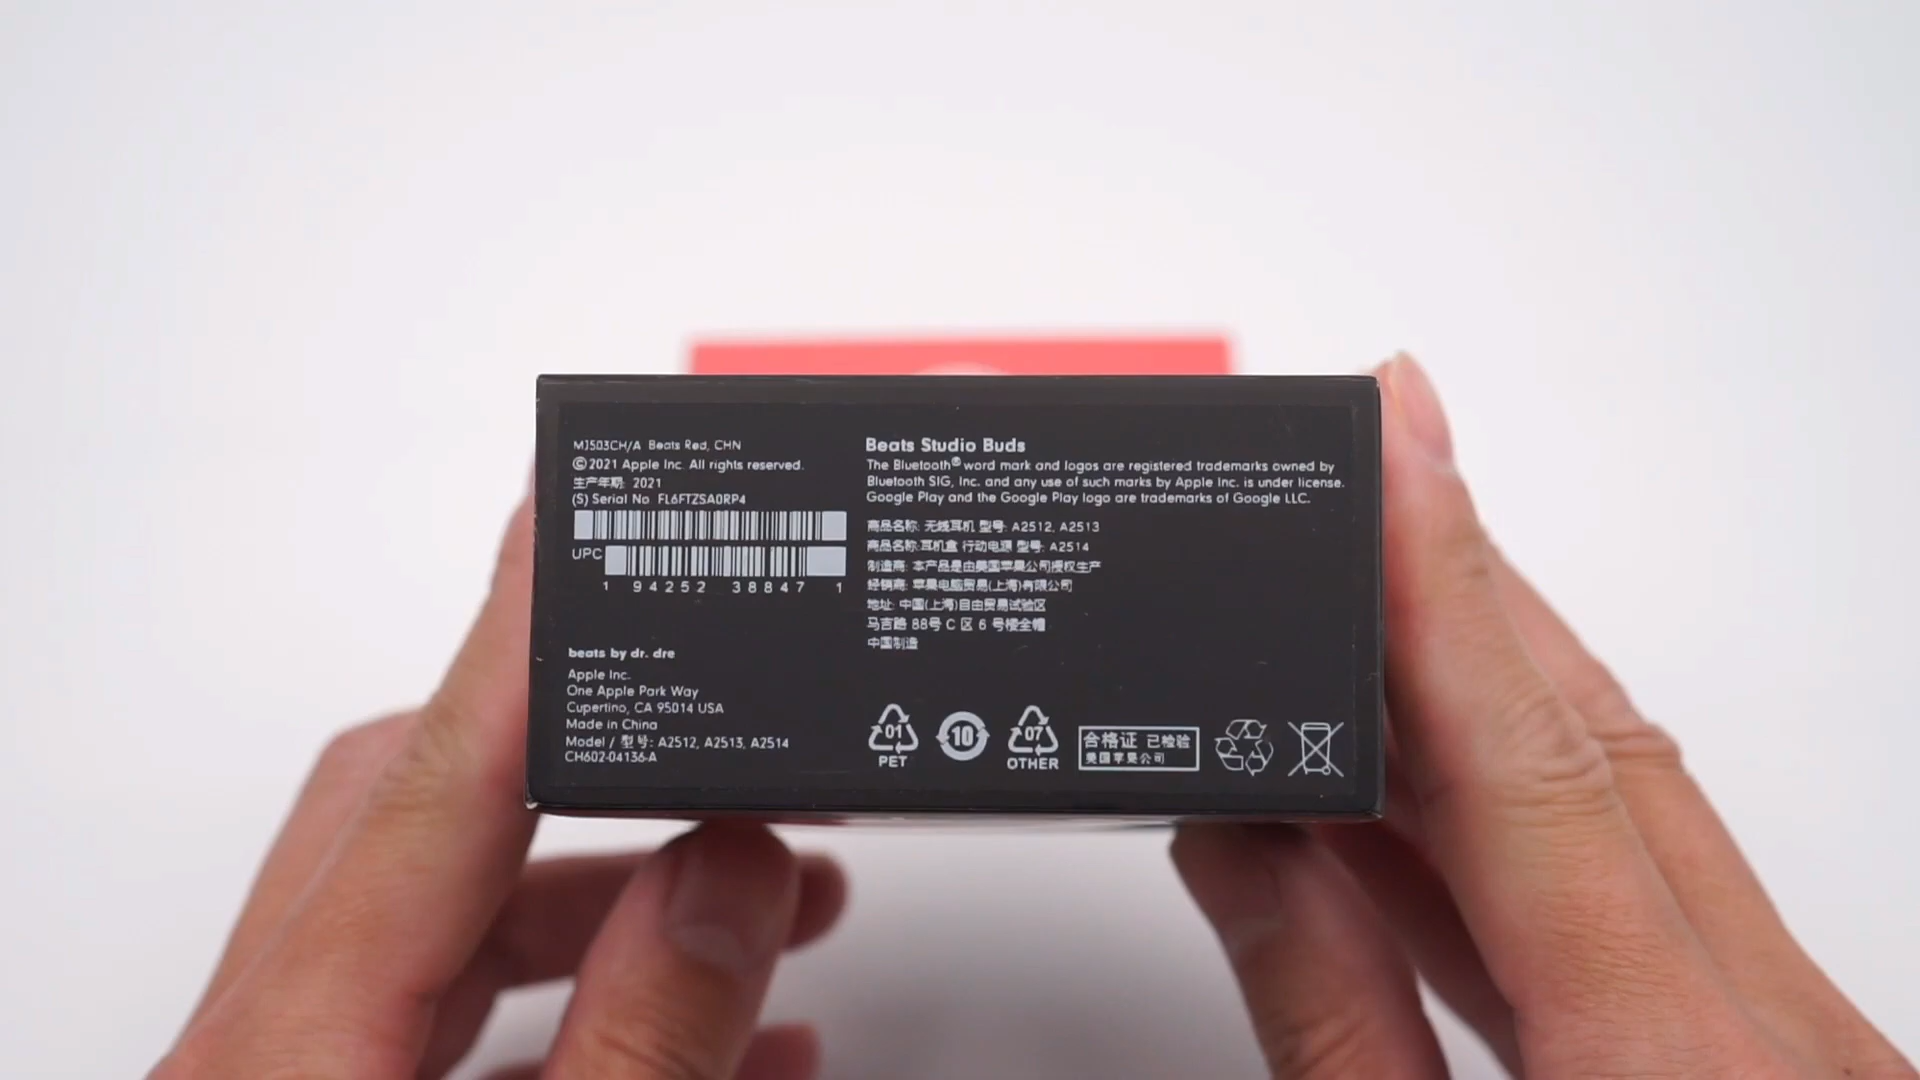 MJ503CH/A Beats Red, CHN
©2021 Apple Inc. All rights reserved.
生产年期: 2021
(S) Serial No. FL6FTZSA0RP4
UPC
1 94252 38847 1
beats by dr. dre
Apple Inc.
One Apple Park Way
Cupertino, CA 95014 USA
Made in China
Model / 型号: A2512, A2513, A2514
CH602-04136-A
Beats Studio Buds
The Bluetooth® word mark and logos are registered trademarks owned by
Bluetooth SIG, Inc. and any use of such marks by Apple Inc. is under license.
Google Play and the Google Play logo are trademarks of Google LLC.
商品名称: 无线耳机 型号: A2512, A2513
商品名称:耳机盒 行动电源 型号: A2514
制造商: 本产品是由美国苹果公司授权生产
经销商: 苹果电脑贸易(上海)有限公司
地址: 中国(上海)自由贸易试验区
马吉路 88号 C 区 6 号楼全幢
中国制造
01
PET
10
07
OTHER
合格证 已检验
美国苹果公司